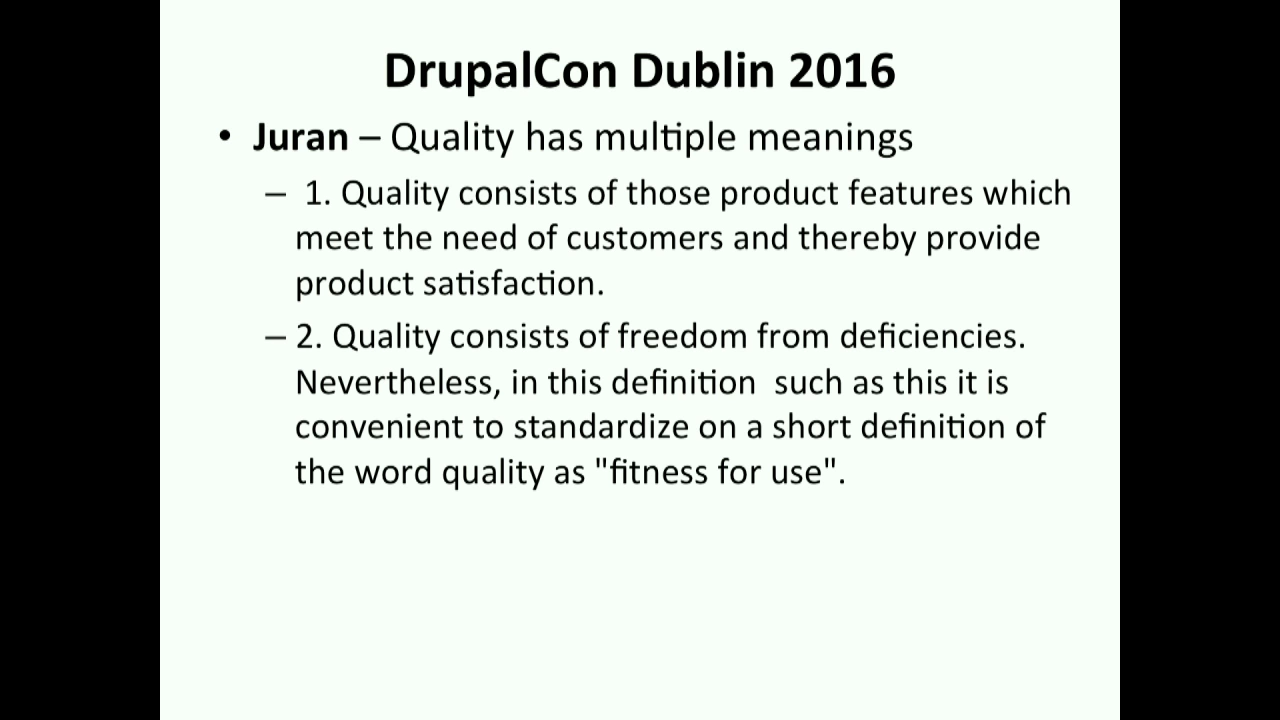 DrupalCon Dublin 2016
• Juran – Quality has multiple meanings
– 1. Quality consists of those product features which
meet the need of customers and thereby provide
product satisfaction.
– 2. Quality consists of freedom from deficiencies.
Nevertheless, in this definition  such as this it is
convenient to standardize on a short definition of
the word quality as "fitness for use".